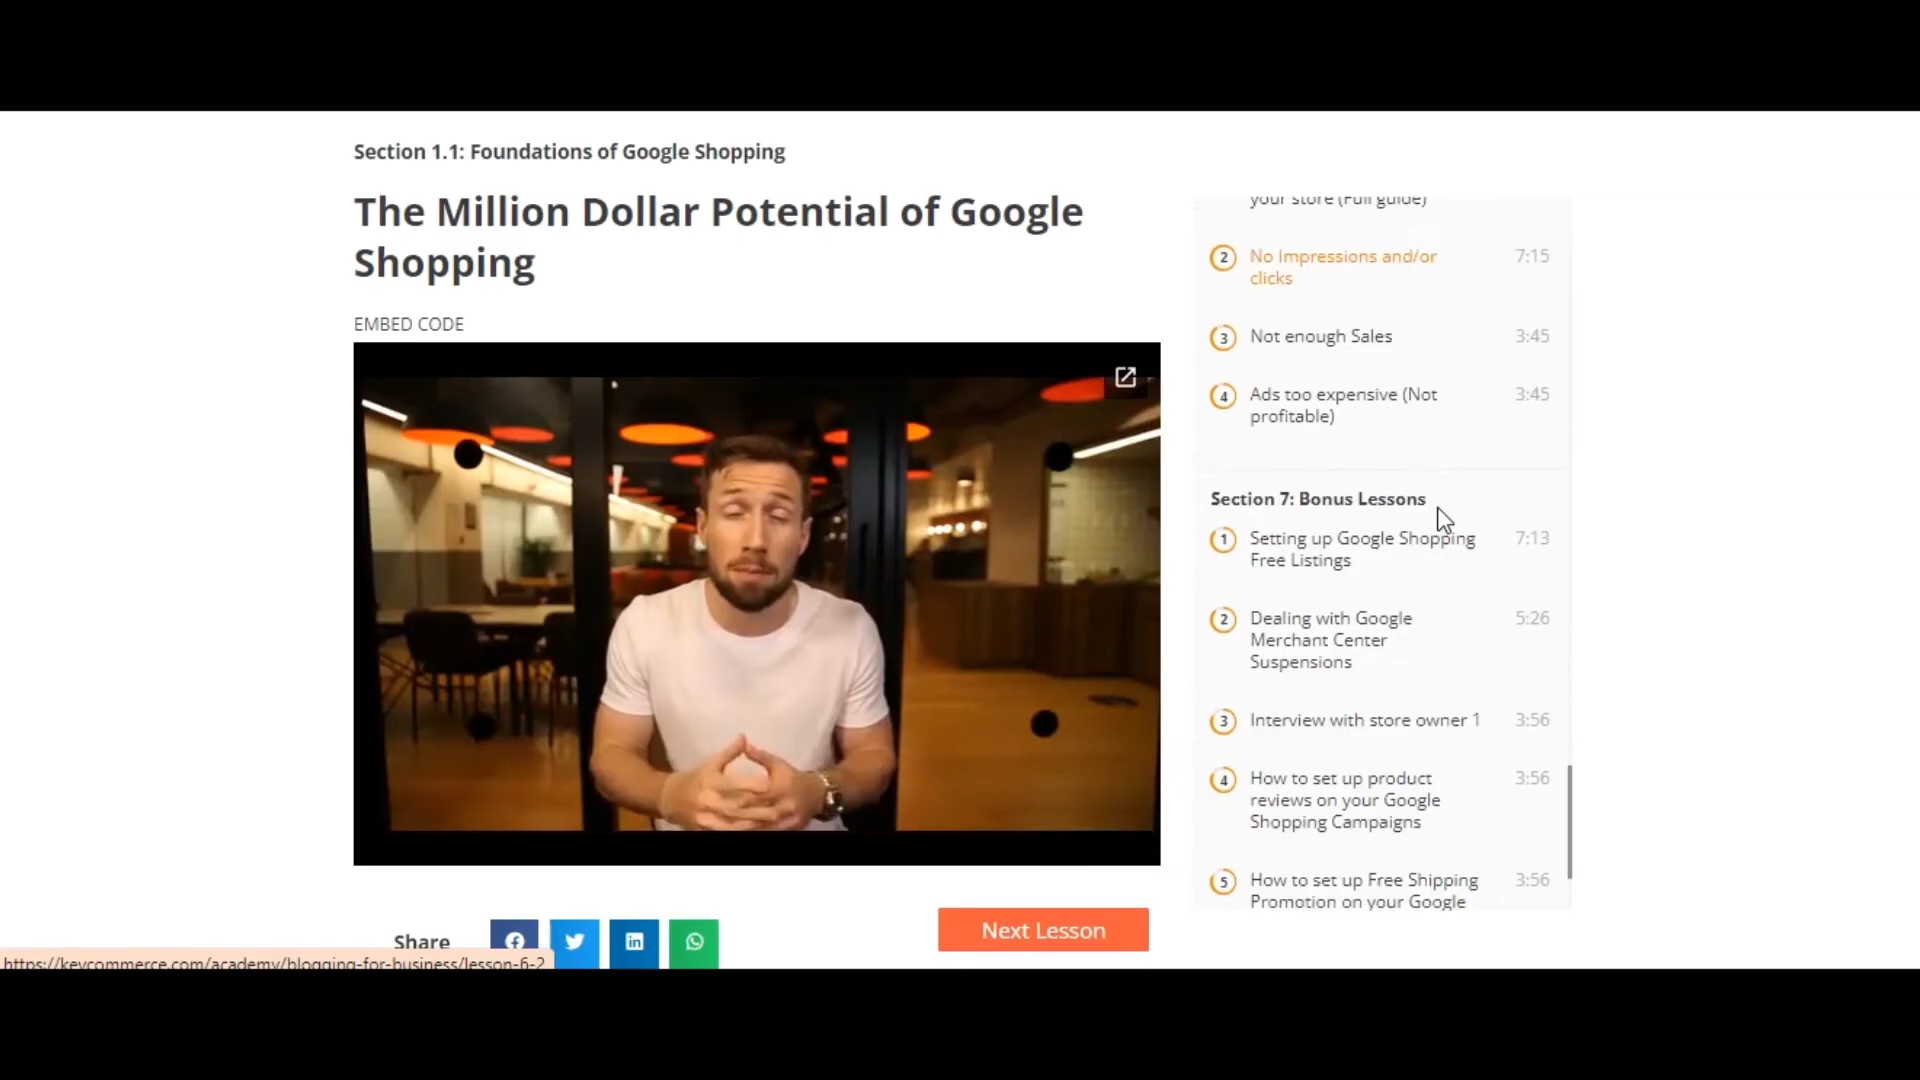 Section 1.1: Foundations of Google Shopping
The Million Dollar Potential of Google
Shopping
EMBED CODE
Share
Next Lesson
https://keycommerce.com/academy/blogging-for-business/lesson-6-2
your store (Full guide)
2 No Impressions and/or 7:15
clicks
3 Not enough Sales 3:45
4 Ads too expensive (Not 3:45
profitable)
Section 7: Bonus Lessons
1 Setting up Google Shopping 7:13
Free Listings
2 Dealing with Google 5:26
Merchant Center
Suspensions
3 Interview with store owner 1 3:56
4 How to set up product 3:56
reviews on your Google
Shopping Campaigns
5 How to set up Free Shipping 3:56
Promotion on your Google